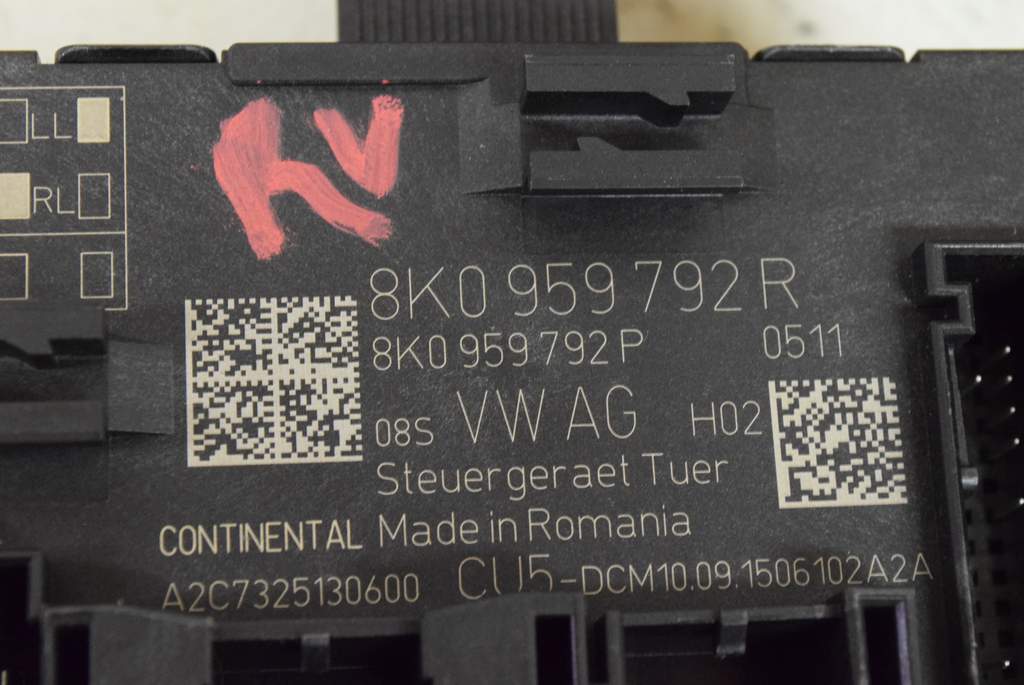 LL
RL
RV
8K0 959 792 R
8K0 959 792 P 0511
08S VW AG H02
Steuergeraet Tuer
CONTINENTAL Made in Romania
A2C7325130600 CU5-DCM10.09.1506102A2A